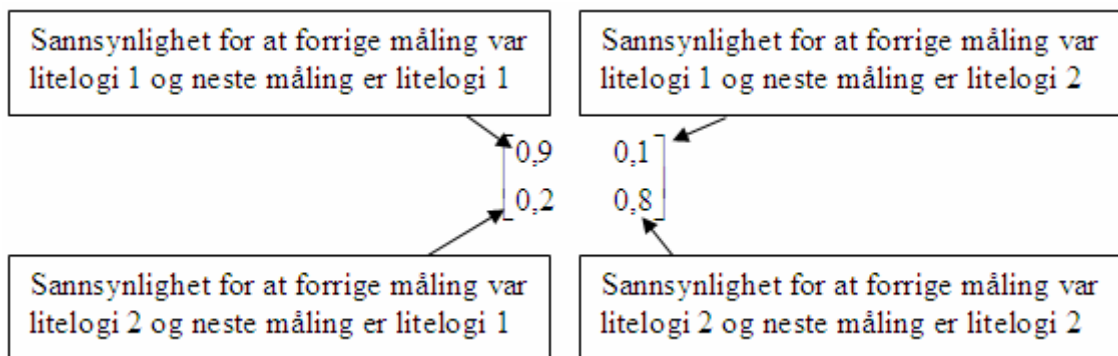 Sannsynlighet for at forrige måling var
litelogi 1 og neste måling er litelogi 1
Sannsynlighet for at forrige måling var
litelogi 1 og neste måling er litelogi 2
0,9 0,1
0,2 0,8
Sannsynlighet for at forrige måling var
litelogi 2 og neste måling er litelogi 1
Sannsynlighet for at forrige måling var
litelogi 2 og neste måling er litelogi 2